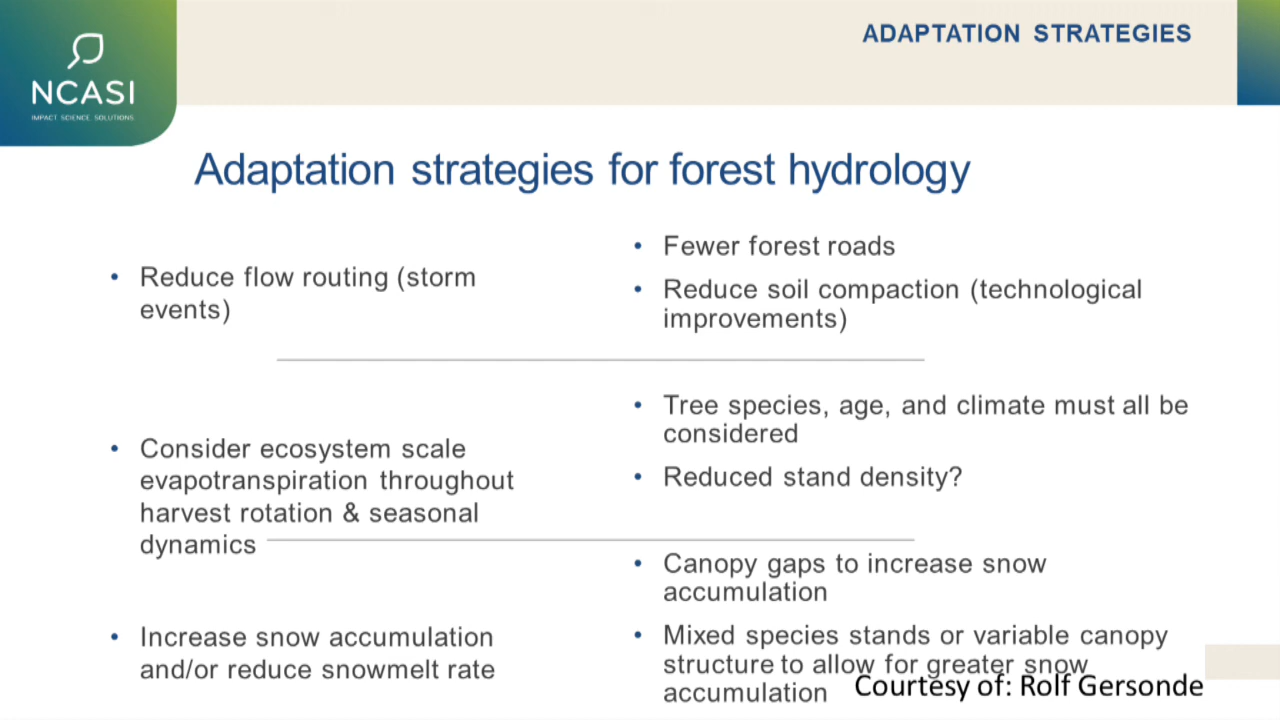 ADAPTATION STRATEGIES
NCASI
IMPACT SCIENCE SOLUTIONS
Adaptation strategies for forest hydrology
• Reduce flow routing (storm
events)
• Fewer forest roads
• Reduce soil compaction (technological
improvements)
• Consider ecosystem scale
evapotranspiration throughout
harvest rotation & seasonal
dynamics
• Tree species, age, and climate must all be
considered
• Reduced stand density?
• Increase snow accumulation
and/or reduce snowmelt rate
• Canopy gaps to increase snow
accumulation
• Mixed species stands or variable canopy
structure to allow for greater snow
accumulation
Courtesy of: Rolf Gersonde